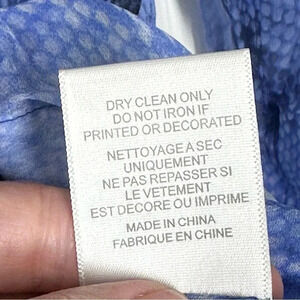 DRY CLEAN ONLY
DO NOT IRON IF
PRINTED OR DECORATED
NETTOYAGE A SEC
UNIQUEMENT
NE PAS REPASSER SI
LE VETEMENT
EST DECORE OU IMPRIME
MADE IN CHINA
FABRIQUE EN CHINE